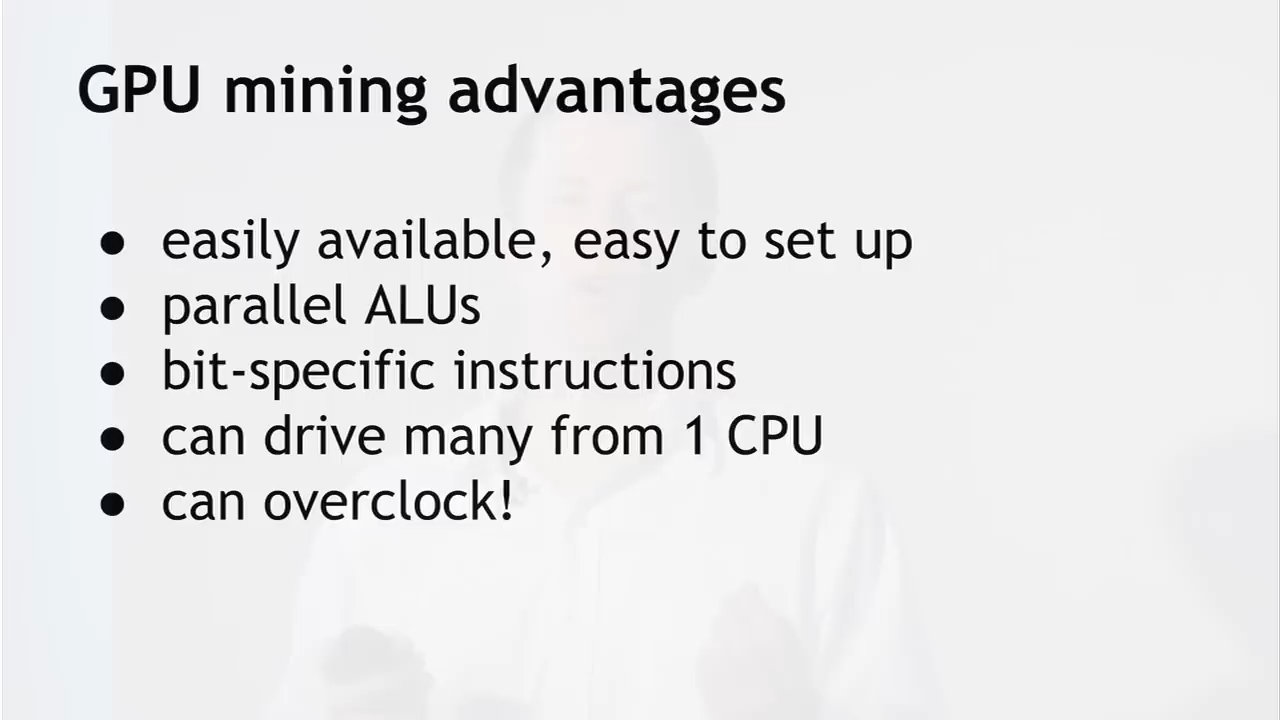 GPU mining advantages
● easily available, easy to set up
● parallel ALUs
● bit-specific instructions
● can drive many from 1 CPU
● can overclock!